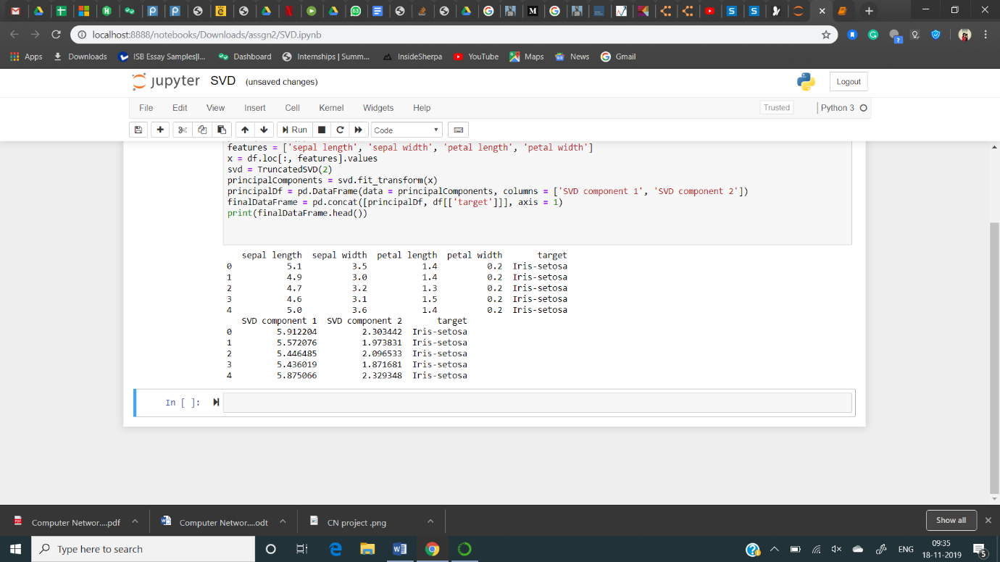 localhost:8888/notebooks/Downloads/assgn2/SVD.ipynb
Apps Downloads ISB Essay Samples|I... Dashboard Internships | Summ... InsideSherpa YouTube Maps News Gmail
jupyter SVD (unsaved changes) Logout
File Edit View Insert Cell Kernel Widgets Help Trusted Python 3
Run Code
features = ['sepal length', 'sepal width', 'petal length', 'petal width']
x = df.loc[:, features].values
svd = TruncatedSVD(2)
principalComponents = svd.fit_transform(x)
principalDf = pd.DataFrame(data = principalComponents, columns = ['SVD component 1', 'SVD component 2'])
finalDataFrame = pd.concat([principalDf, df[['target']]], axis = 1)
print(finalDataFrame.head())
sepal length sepal width petal length petal width target
0 5.1 3.5 1.4 0.2 Iris-setosa
1 4.9 3.0 1.4 0.2 Iris-setosa
2 4.7 3.2 1.3 0.2 Iris-setosa
3 4.6 3.1 1.5 0.2 Iris-setosa
4 5.0 3.6 1.4 0.2 Iris-setosa
SVD component 1 SVD component 2 target
0 5.912204 2.303442 Iris-setosa
1 5.572076 1.973831 Iris-setosa
2 5.446485 2.096533 Iris-setosa
3 5.436019 1.871681 Iris-setosa
4 5.875066 2.329348 Iris-setosa
In [ ]:
Computer Networ....pdf Computer Networ....odt CN project .png Show all
Type here to search ENG 09:35
18-11-2019 5